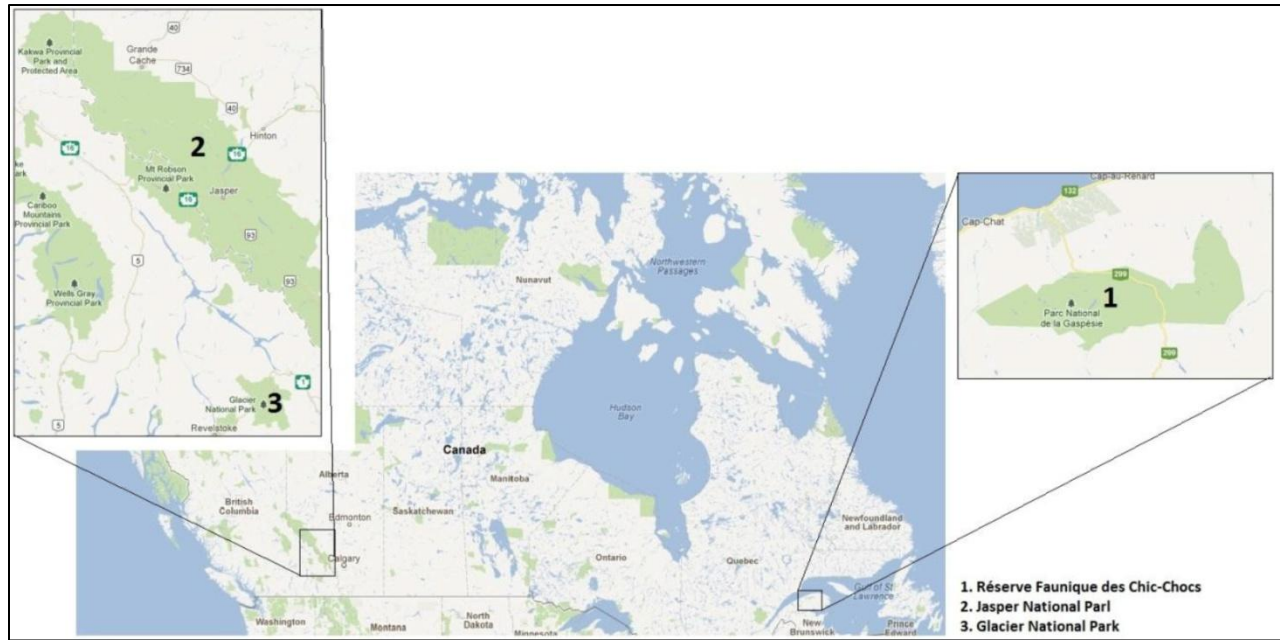 40
Kakwa Provincial
Park and
Protected Area
Grande
Cache
734
40
16
2
16
Hinton
Mt Robson
Provincial Park
16
Jasper
ke
ark
Cariboo
Mountains
Provincial Park
93
5
93
Wells Gray
Provincial Park
1
Glacier
National Park
3
5
Revelstoke
Cap-au-Renard
132
Cap-Chat
299
1
Parc National
de la Gaspésie
299
Nunavut
Northwestern
Passages
Hudson
Bay
Canada
Alberta
Manitoba
British
Columbia
Edmonton
Saskatchewan
Calgary
Ontario
Quebec
Newfoundland
and Labrador
Gulf of St
Lawrence
Washington
Montana
North
Dakota
Minnesota
New
Brunswick
Prince
Edward
1. Réserve Faunique des Chic-Chocs
2. Jasper National Parl
3. Glacier National Park